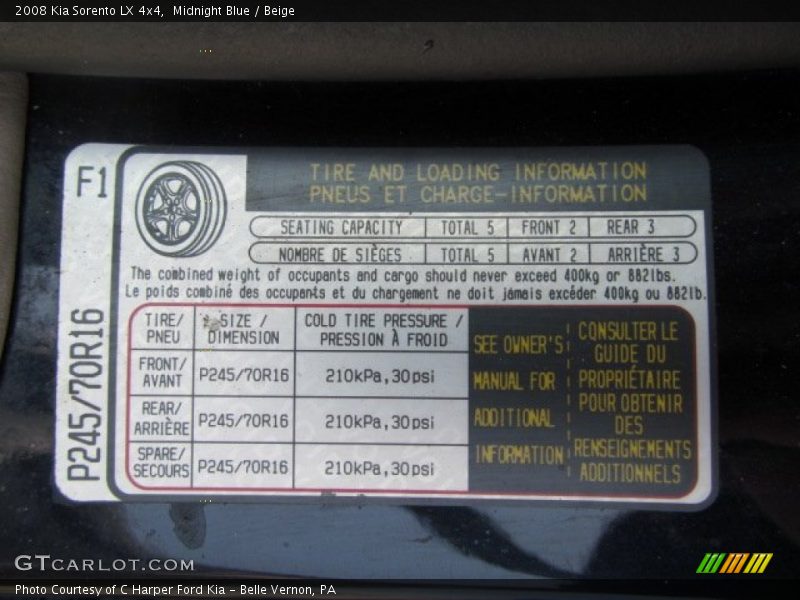 2008 Kia Sorento LX 4x4,  Midnight Blue / Beige
F1
P245/70R16
TIRE AND LOADING INFORMATION
PNEUS ET CHARGE-INFORMATION
SEATING CAPACITY TOTAL 5 FRONT 2 REAR 3
NOMBRE DE SIÈGES TOTAL 5 AVANT 2 ARRIÈRE 3
The combined weight of occupants and cargo should never exceed 400kg or 882lbs.
Le poids combiné des occupants et du chargement ne doit jamais excéder 400kg ou 882lb.
TIRE/ SIZE / COLD TIRE PRESSURE /
PNEU DIMENSION PRESSION À FROID
FRONT/
AVANT P245/70R16 210kPa,30psi
REAR/
ARRIÈRE P245/70R16 210kPa,30psi
SPARE/
SECOURS P245/70R16 210kPa,30psi
SEE OWNER'S
MANUAL FOR
ADDITIONAL
INFORMATION
CONSULTER LE
GUIDE DU
PROPRIÉTAIRE
POUR OBTENIR
DES
RENSEIGNEMENTS
ADDITIONNELS
GTCARLOT.COM
Photo Courtesy of C Harper Ford Kia - Belle Vernon, PA